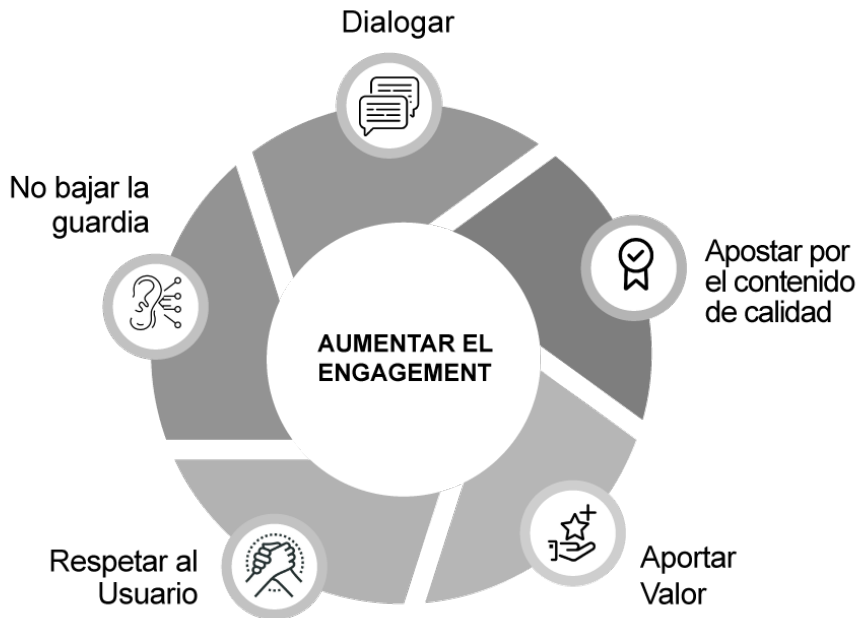 Dialogar
No bajar la
guardia
Apostar por
el contenido
de calidad
AUMENTAR EL
ENGAGEMENT
Respetar al
Usuario
Aportar
Valor